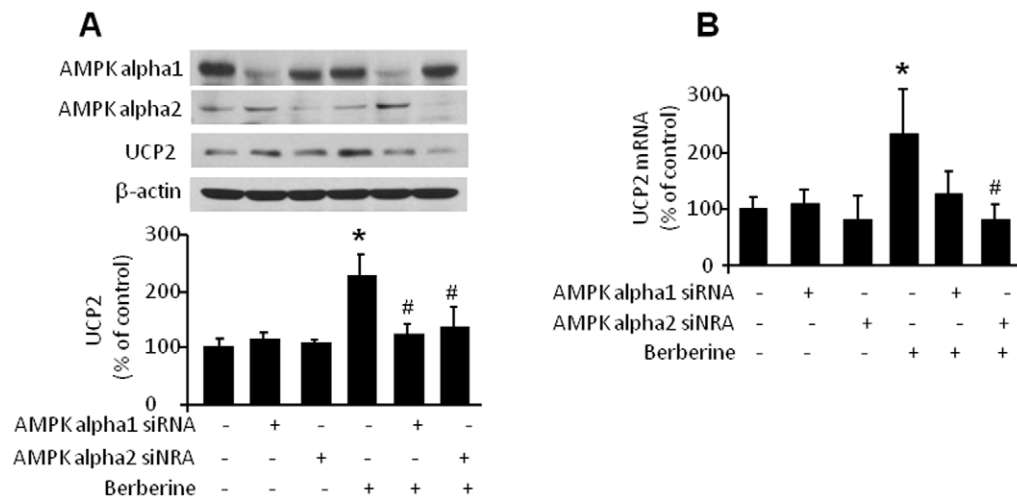 A
AMPK alpha1
AMPK alpha2
UCP2
β-actin
UCP2
(% of control)
300
200
100
0
*
#
#
AMPK alpha1 siRNA - + - - + -
AMPK alpha2 siNRA - - + - - +
Berberine - - - + + +
B
UCP2 mRNA
(% of control)
300
200
100
0
*
#
AMPK alpha1 siRNA - + - - + -
AMPK alpha2 siNRA - - + - - +
Berberine - - - + + +